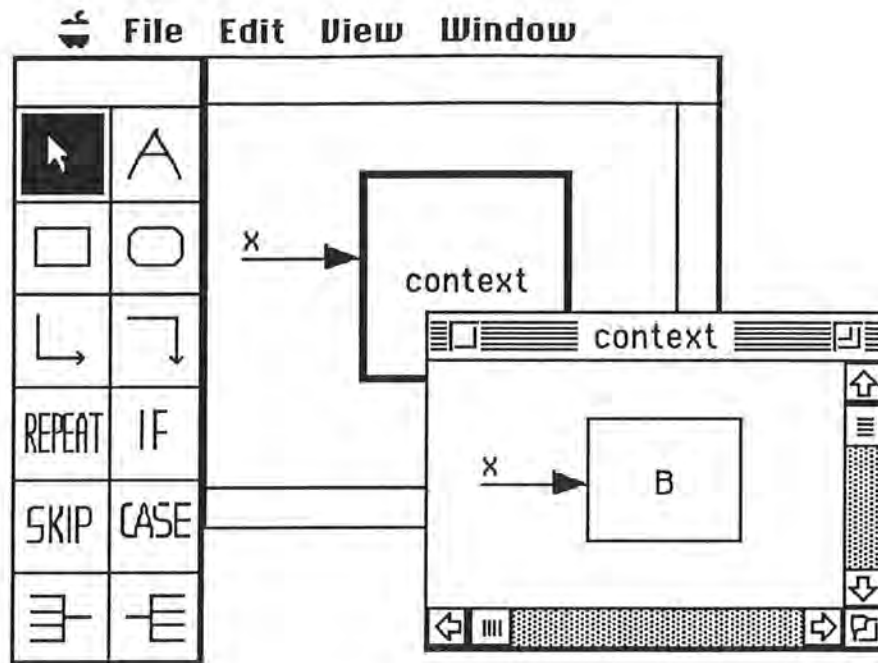 File Edit View Window
A
x
context
REPEAT IF
SKIP CASE
context
x
B